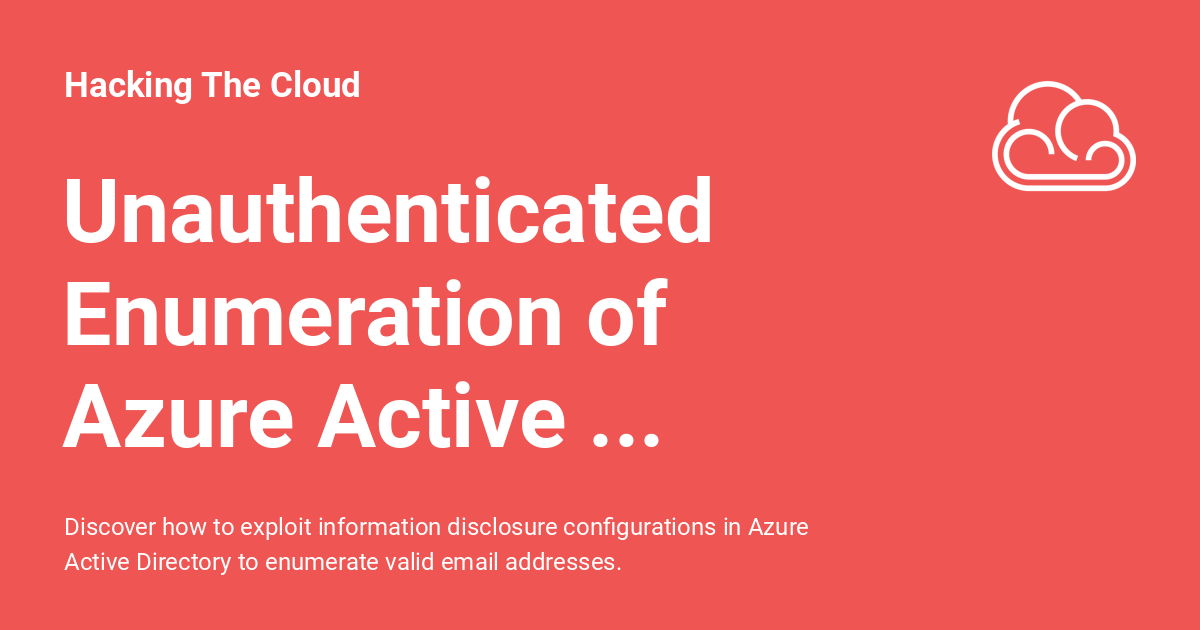 Hacking The Cloud
Unauthenticated
Enumeration of
Azure Active ...
Discover how to exploit information disclosure configurations in Azure
Active Directory to enumerate valid email addresses.